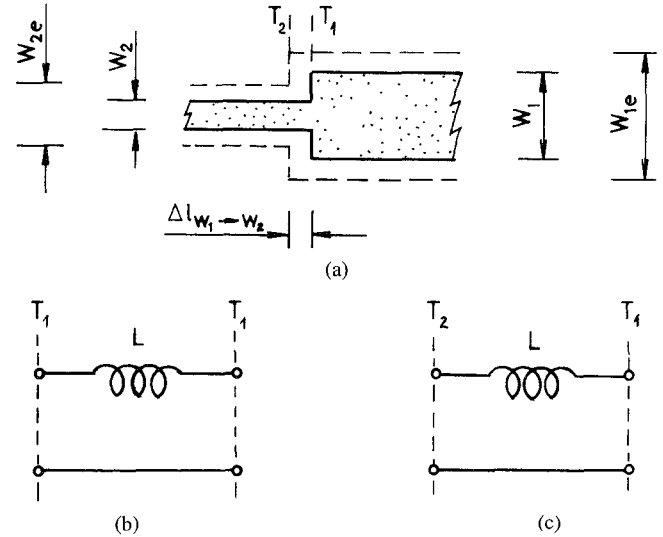 T₂ T₁
W₂ₑ
W₂
W₁
W₁ₑ
Δl W₁→W₂
(a)
T₁ T₁
L
(b)
T₂ T₁
L
(c)